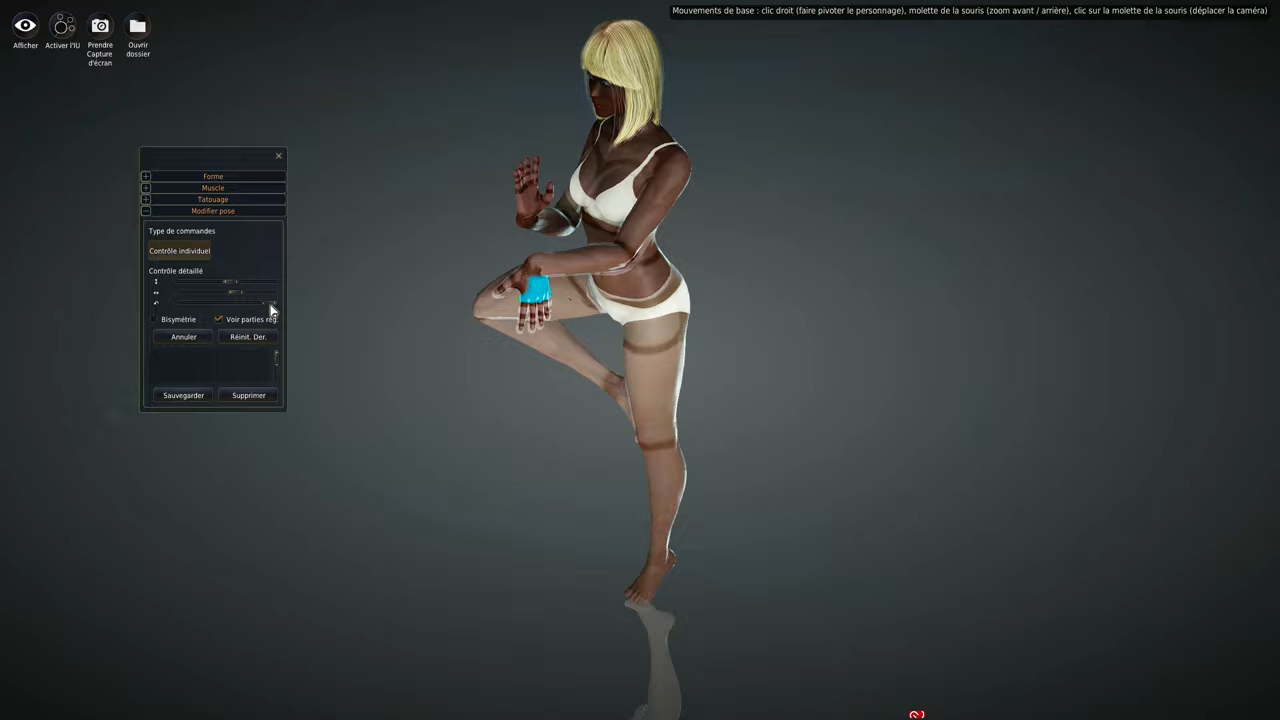 Mouvements de base : clic droit (faire pivoter le personnage), molette de la souris (zoom avant / arrière), clic sur la molette de la souris (déplacer la caméra)
Afficher
Activer l'IU
Prendre
Capture
d'écran
Ouvrir
dossier
Forme
Muscle
Tatouage
Modifier pose
Type de commandes
Contrôle individuel
Contrôle détaillé
Bisymétrie
Voir parties rég.
Annuler
Réinit. Der.
Sauvegarder
Supprimer